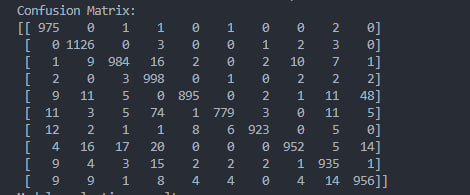 Confusion Matrix:
[[ 975 0 1 1 0 1 0 0 2 0]
[ 0 1126 0 3 0 0 1 2 3 0]
[ 1 9 984 16 2 0 2 10 7 1]
[ 2 0 3 998 0 1 0 2 2 2]
[ 9 11 5 0 895 0 2 1 11 48]
[ 11 3 5 74 1 779 3 0 11 5]
[ 12 2 1 1 8 6 923 0 5 0]
[ 4 16 17 20 0 0 0 952 5 14]
[ 9 4 3 15 2 2 2 1 935 1]
[ 9 9 1 8 4 4 0 4 14 956]]